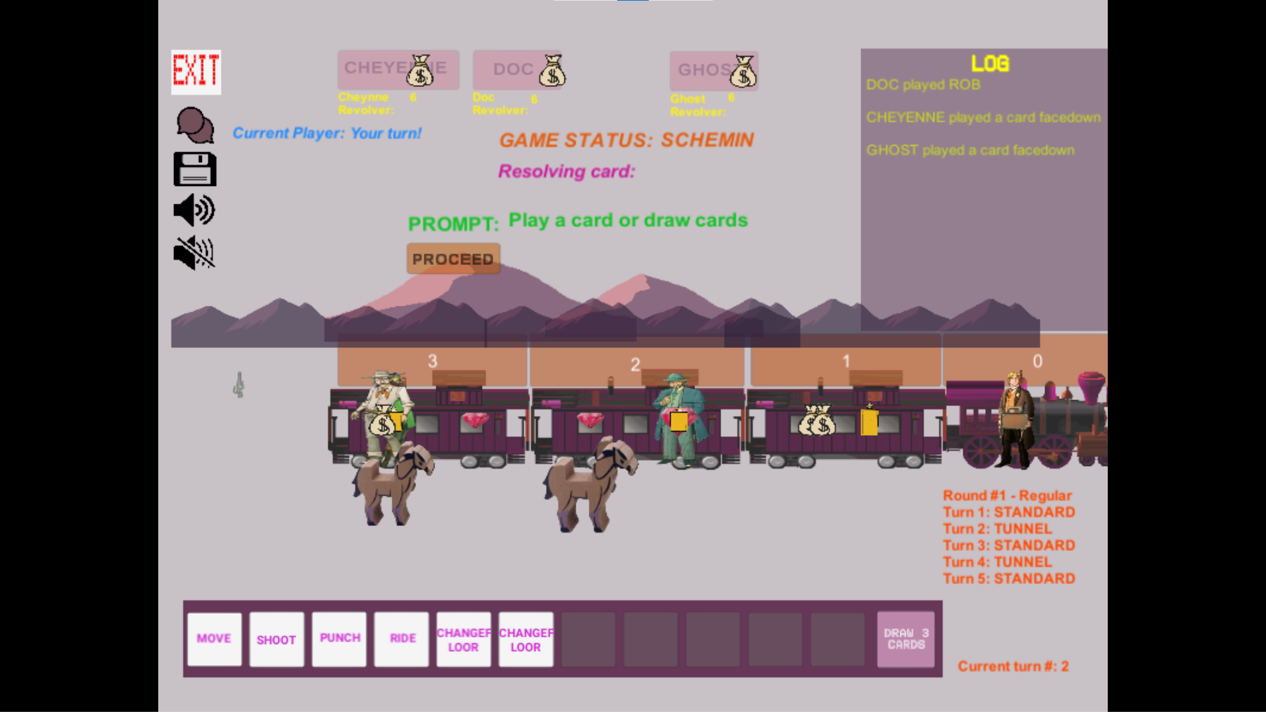 EXIT
CHEYENNE
DOC
GHOST
Cheynne 6
Revolver:
Doc 6
Revolver:
Ghost 6
Revolver:
LOG
DOC played ROB
CHEYENNE played a card facedown
GHOST played a card facedown
Current Player: Your turn!
GAME STATUS: SCHEMIN
Resolving card:
PROMPT: Play a card or draw cards
PROCEED
3
2
1
0
Round #1 - Regular
Turn 1: STANDARD
Turn 2: TUNNEL
Turn 3: STANDARD
Turn 4: TUNNEL
Turn 5: STANDARD
MOVE
SHOOT
PUNCH
RIDE
CHANGEF
LOOR
CHANGEF
LOOR
DRAW 3
CARDS
Current turn #: 2